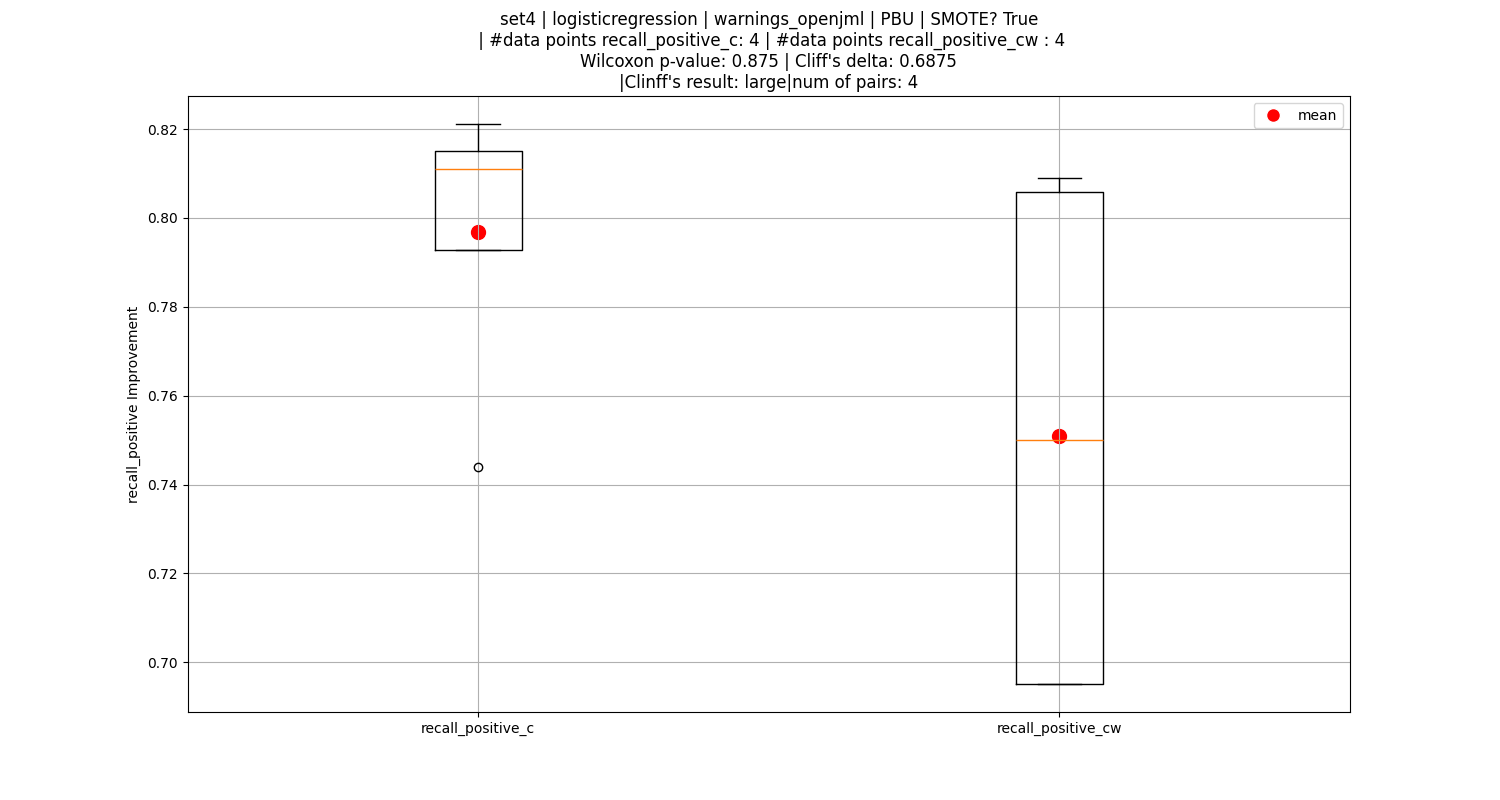 set4 | logisticregression | warnings_openjml | PBU | SMOTE? True
| #data points recall_positive_c: 4 | #data points recall_positive_cw : 4
Wilcoxon p-value: 0.875 | Cliff's delta: 0.6875
|Clinff's result: large|num of pairs: 4
mean
0.82
0.80
0.78
0.76
0.74
0.72
0.70
recall_positive Improvement
recall_positive_c
recall_positive_cw